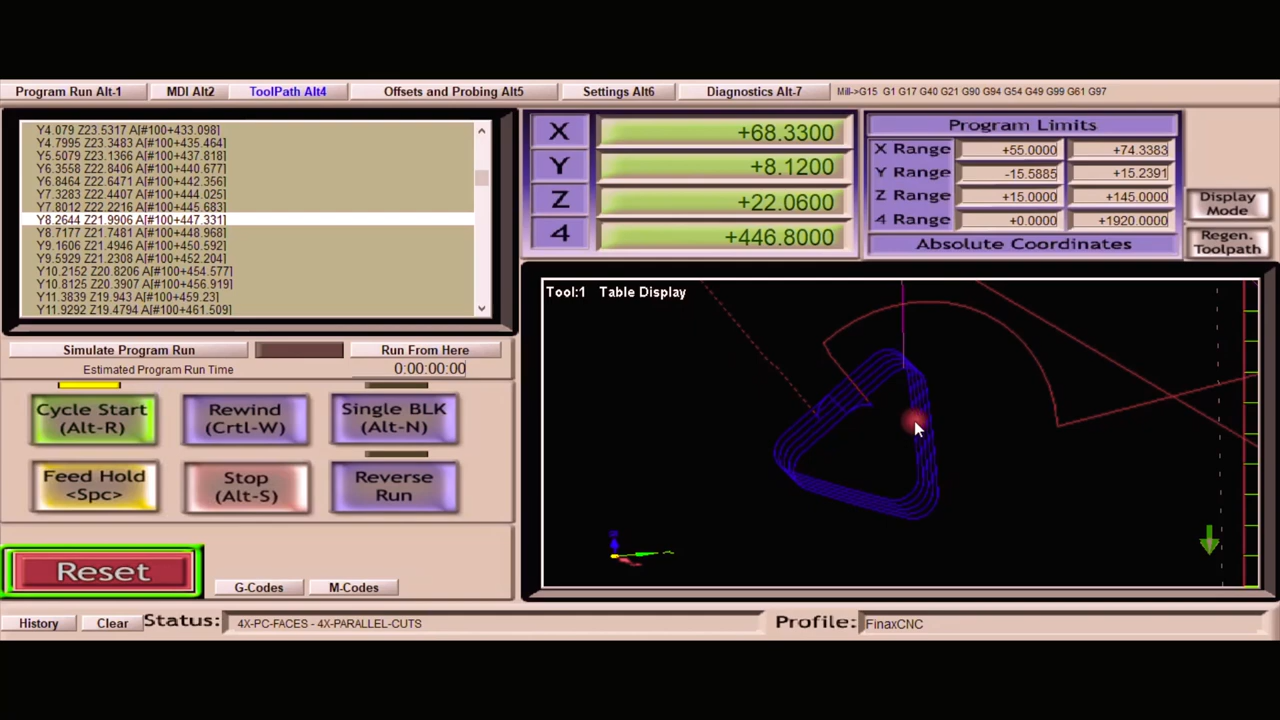 Program Run Alt-1 MDI Alt2 ToolPath Alt4 Offsets and Probing Alt5 Settings Alt6 Diagnostics Alt-7 Mill->G15 G1 G17 G40 G21 G90 G94 G54 G49 G99 G61 G97
Y4.079 Z23.5317 A[#100+433.098]
Y4.7995 Z23.3483 A[#100+435.464]
Y5.5079 Z23.1366 A[#100+437.818]
Y6.3558 Z22.8406 A[#100+440.677]
Y6.8464 Z22.6471 A[#100+442.356]
Y7.3283 Z22.4407 A[#100+444.025]
Y7.8012 Z22.2216 A[#100+445.683]
Y8.2644 Z21.9906 A[#100+447.331]
Y8.7177 Z21.7481 A[#100+448.968]
Y9.1606 Z21.4946 A[#100+450.592]
Y9.5929 Z21.2308 A[#100+452.204]
Y10.2152 Z20.8206 A[#100+454.577]
Y10.8125 Z20.3907 A[#100+456.919]
Y11.3839 Z19.943 A[#100+459.23]
Y11.9292 Z19.4794 A[#100+461.509]
X +68.3300
Y +8.1200
Z +22.0600
4 +446.8000
Program Limits
X Range +55.0000 +74.3383
Y Range -15.5885 +15.2391
Z Range +15.0000 +145.0000
4 Range +0.0000 +1920.0000
Absolute Coordinates
Display
Mode
Regen.
Toolpath
Tool:1 Table Display
Simulate Program Run Run From Here
Estimated Program Run Time 0:00:00:00
Cycle Start
(Alt-R)
Rewind
(Crtl-W)
Single BLK
(Alt-N)
Feed Hold
<Spc>
Stop
(Alt-S)
Reverse
Run
Reset
G-Codes M-Codes
History Clear Status: 4X-PC-FACES - 4X-PARALLEL-CUTS Profile: FinaxCNC